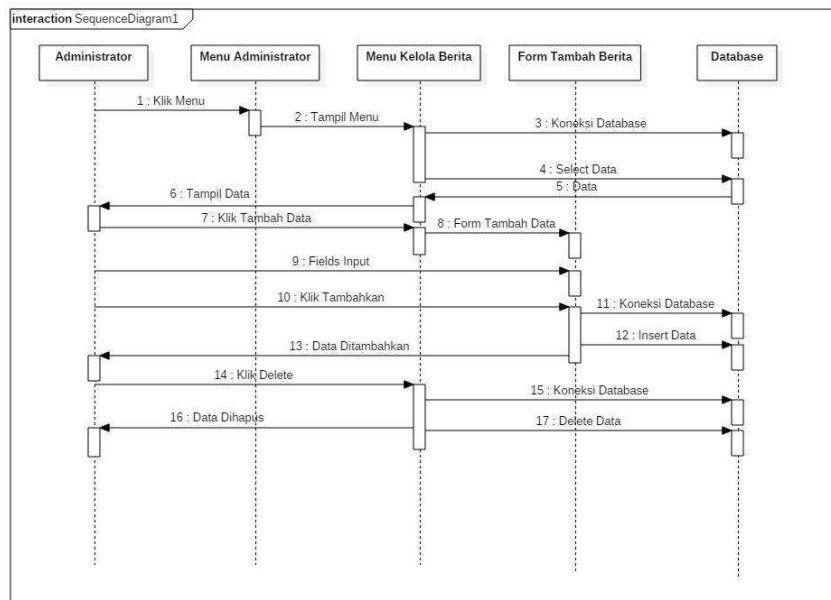 interaction SequenceDiagram1
Administrator
Menu Administrator
Menu Kelola Berita
Form Tambah Berita
Database
1 : Klik Menu
2 : Tampil Menu
3 : Koneksi Database
4 : Select Data
5 : Data
6 : Tampil Data
7 : Klik Tambah Data
8 : Form Tambah Data
9 : Fields Input
10 : Klik Tambahkan
11 : Koneksi Database
12 : Insert Data
13 : Data Ditambahkan
14 : Klik Delete
15 : Koneksi Database
16 : Data Dihapus
17 : Delete Data